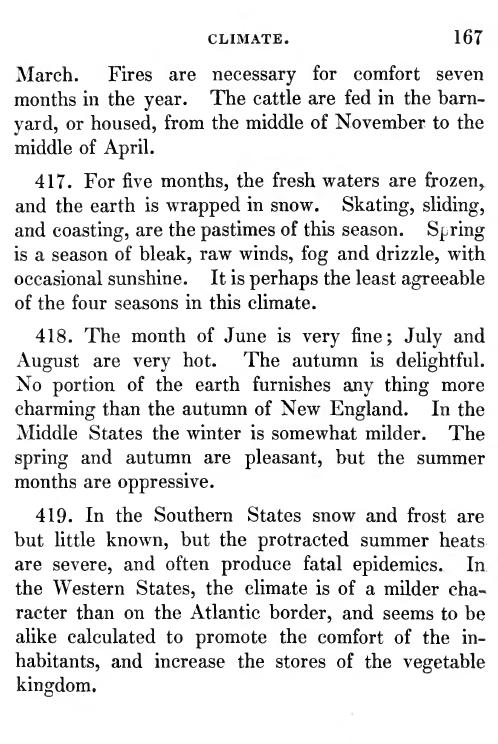 CLIMATE. 167
March. Fires are necessary for comfort seven
months in the year. The cattle are fed in the barn-
yard, or housed, from the middle of November to the
middle of April.
417. For five months, the fresh waters are frozen,
and the earth is wrapped in snow. Skating, sliding,
and coasting, are the pastimes of this season. Spring
is a season of bleak, raw winds, fog and drizzle, with
occasional sunshine. It is perhaps the least agreeable
of the four seasons in this climate.
418. The month of June is very fine; July and
August are very hot. The autumn is delightful.
No portion of the earth furnishes any thing more
charming than the autumn of New England. In the
Middle States the winter is somewhat milder. The
spring and autumn are pleasant, but the summer
months are oppressive.
419. In the Southern States snow and frost are
but little known, but the protracted summer heats
are severe, and often produce fatal epidemics. In
the Western States, the climate is of a milder cha-
racter than on the Atlantic border, and seems to be
alike calculated to promote the comfort of the in-
habitants, and increase the stores of the vegetable
kingdom.